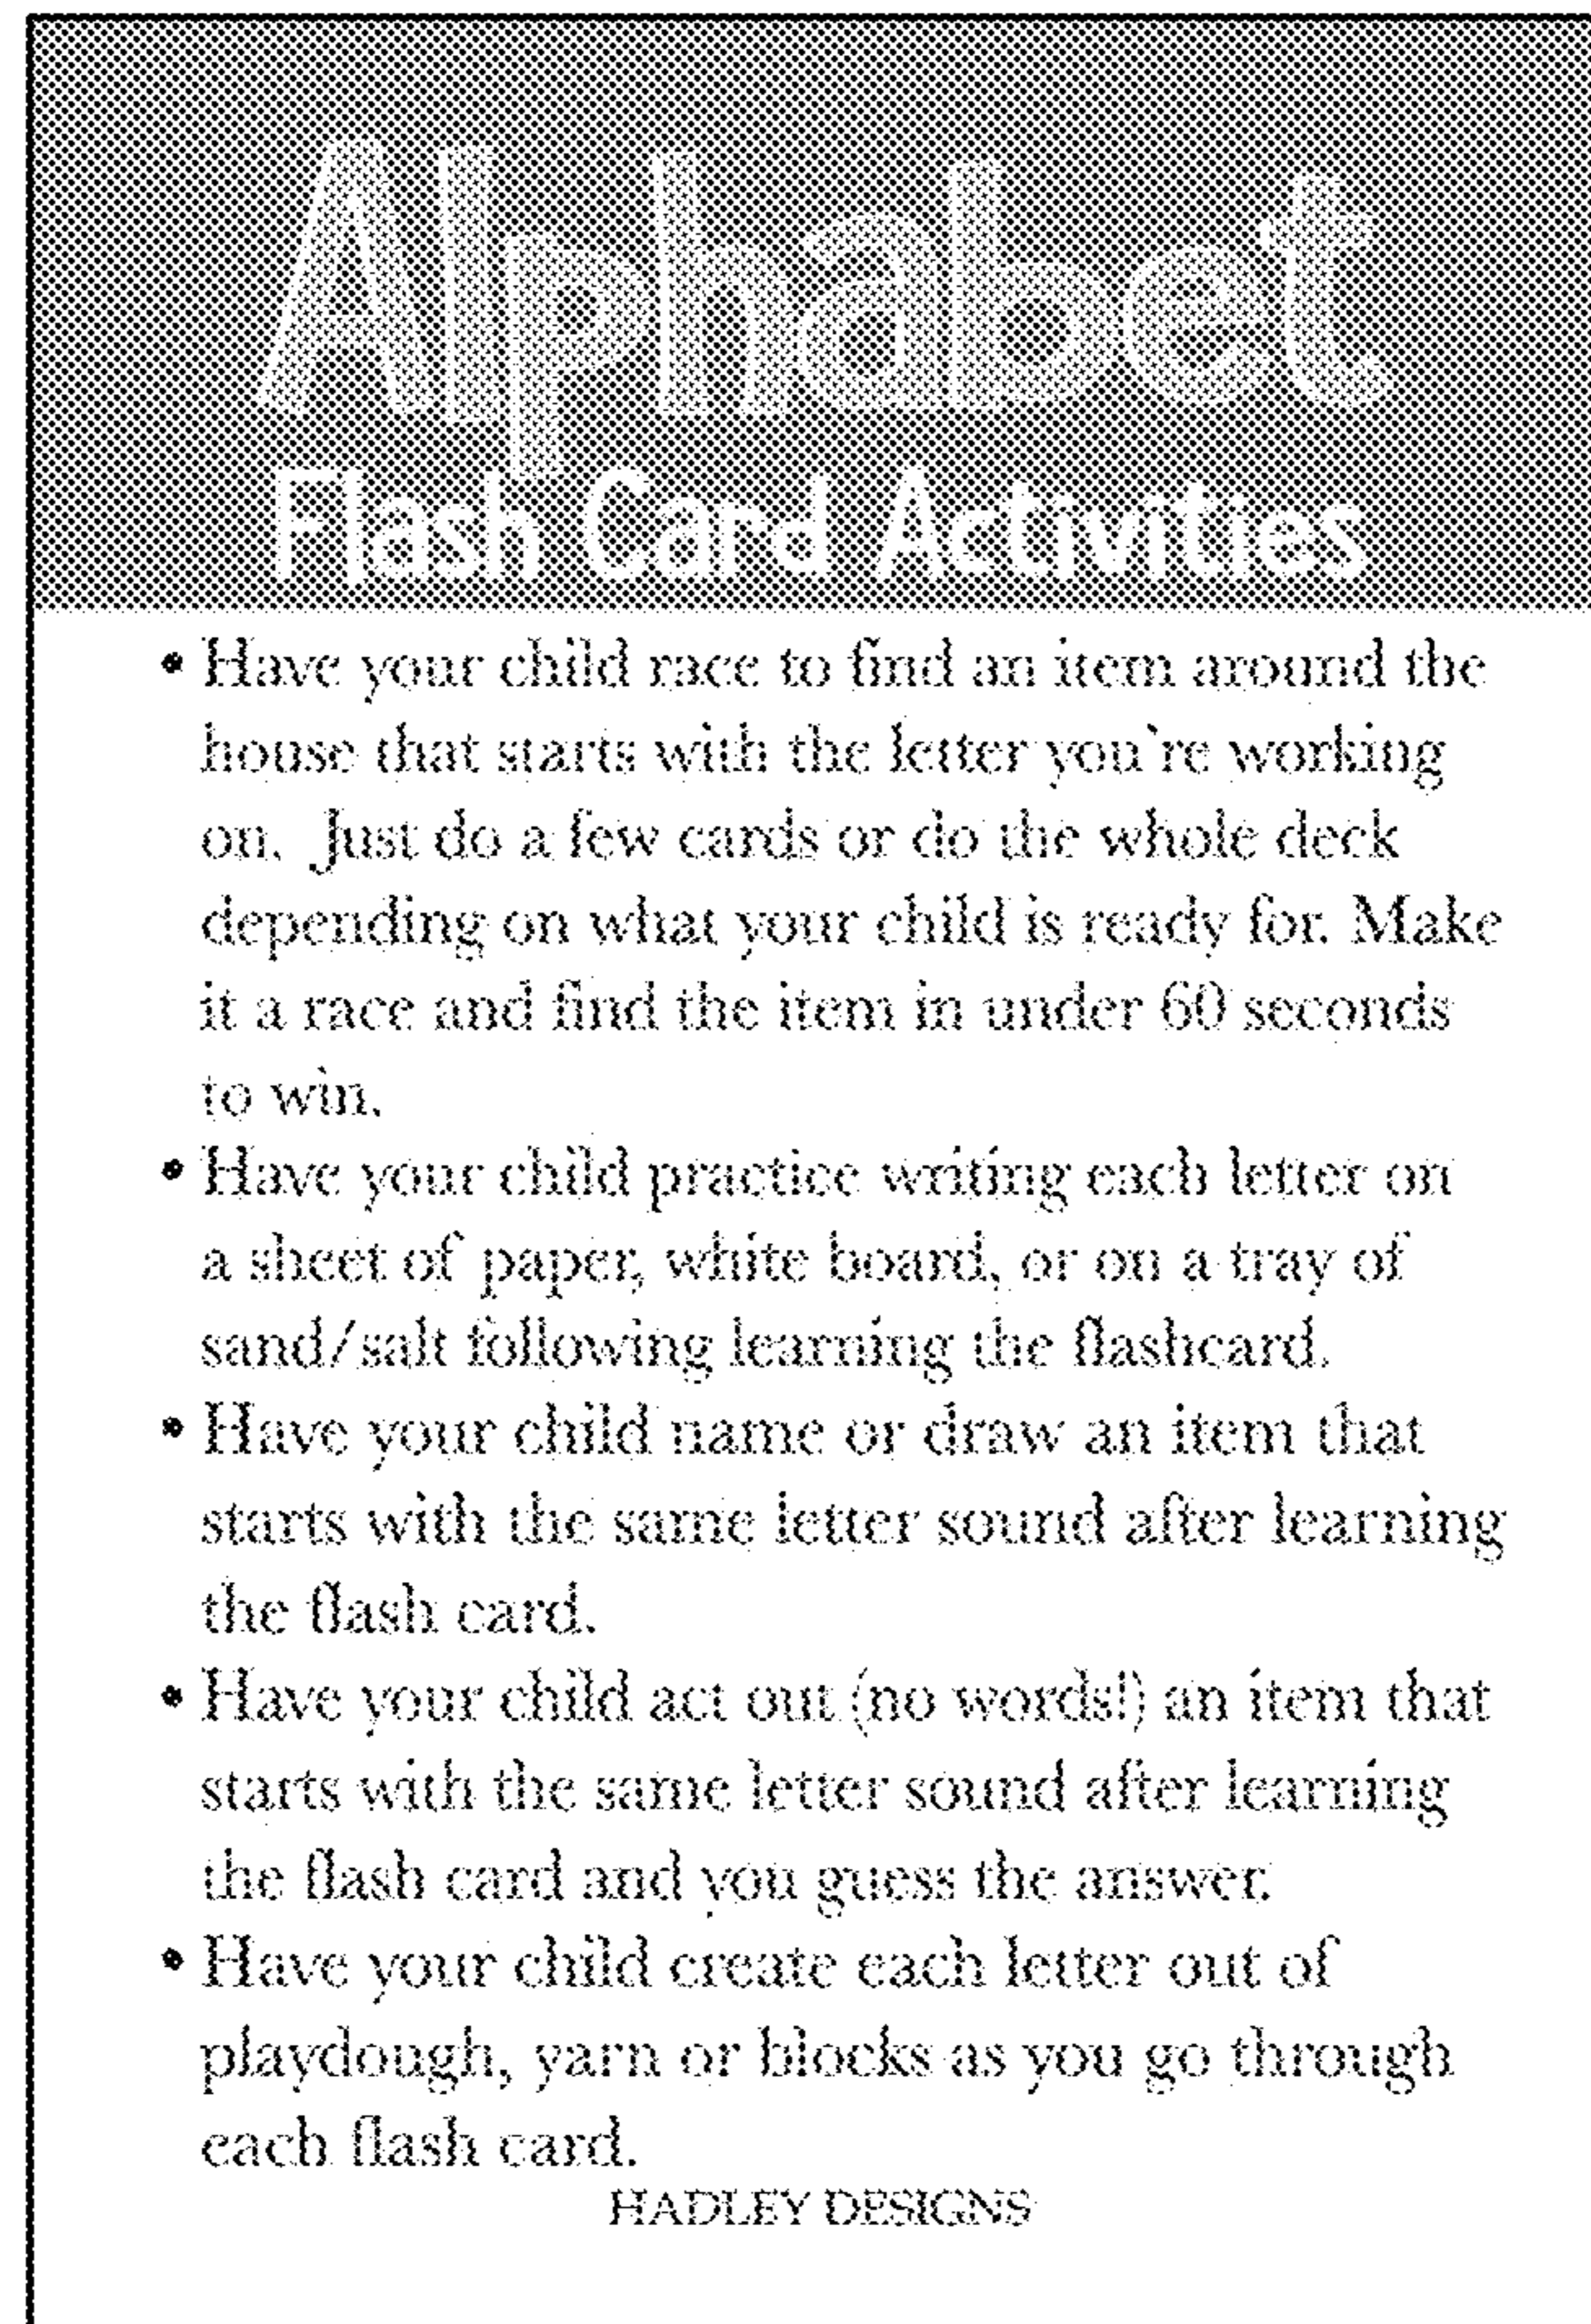 Alphabet
Flash Card Activities
• Have your child race to find an item around the
house that starts with the letter you're working
on.  Just do a few cards or do the whole deck
depending on what your child is ready for. Make
it a race and find the item in under 60 seconds
to win.
• Have your child practice writing each letter on
a sheet of paper, white board, or on a tray of
sand/salt following learning the flashcard.
• Have your child name or draw an item that
starts with the same letter sound after learning
the flash card.
• Have your child act out (no words!) an item that
starts with the same letter sound after learning
the flash card and you guess the answer.
• Have your child create each letter out of
playdough, yarn or blocks as you go through
each flash card.
HADLEY DESIGNS